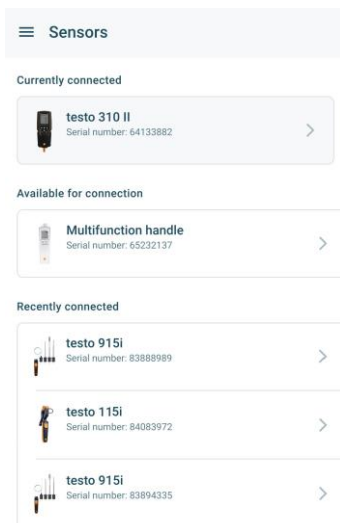 Sensors
Currently connected
testo 310 II
Serial number: 64133882
Available for connection
Multifunction handle
Serial number: 65232137
Recently connected
testo 915i
Serial number: 83888989
testo 115i
Serial number: 84083972
testo 915i
Serial number: 83894335